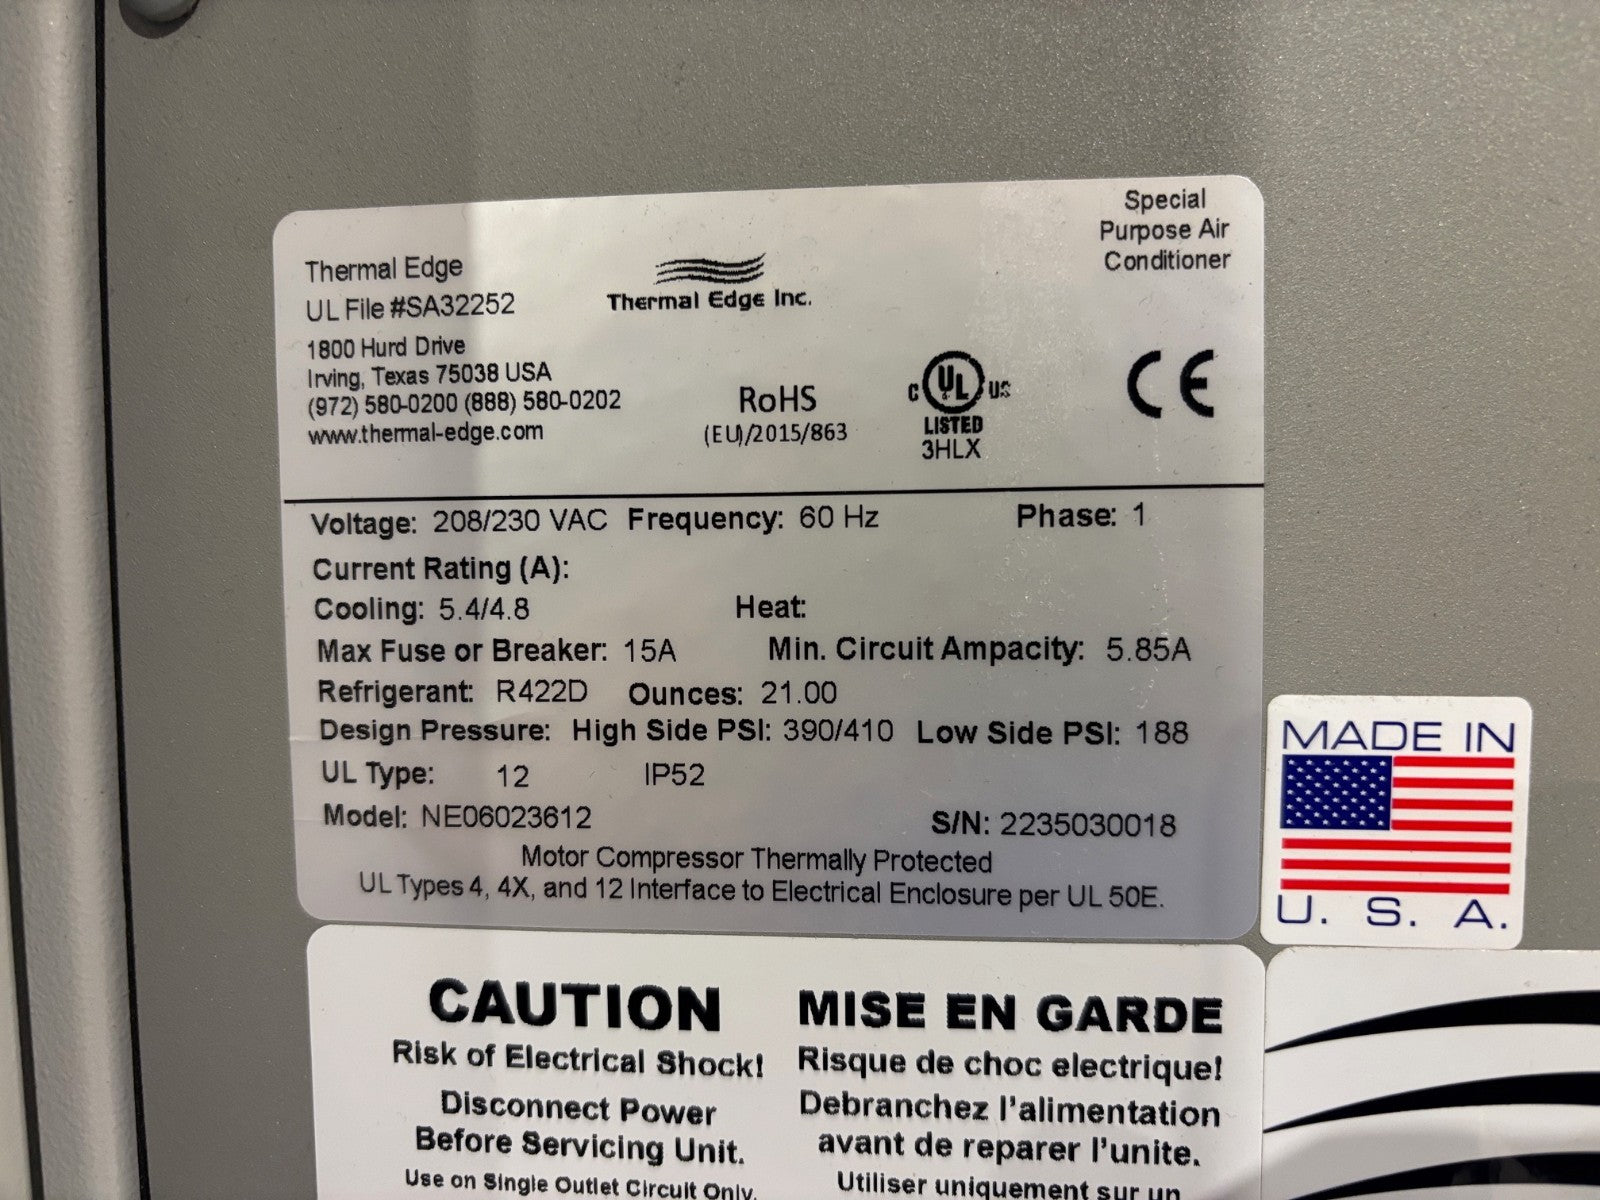 Special
Purpose Air
Conditioner
Thermal Edge
UL File #SA32252
1800 Hurd Drive
Irving, Texas 75038 USA
(972) 580-0200 (888) 580-0202
www.thermal-edge.com
Thermal Edge Inc.
RoHS
(EU)/2015/863
C UL US
LISTED
3HLX
CE
Voltage: 208/230 VAC Frequency: 60 Hz Phase: 1
Current Rating (A):
Cooling: 5.4/4.8 Heat:
Max Fuse or Breaker: 15A Min. Circuit Ampacity: 5.85A
Refrigerant: R422D Ounces: 21.00
Design Pressure: High Side PSI: 390/410 Low Side PSI: 188
UL Type: 12 IP52
Model: NE06023612 S/N: 2235030018
Motor Compressor Thermally Protected
UL Types 4, 4X, and 12 Interface to Electrical Enclosure per UL 50E.
MADE IN
U. S. A.
CAUTION
Risk of Electrical Shock!
Disconnect Power
Before Servicing Unit.
Use on Single Outlet Circuit Only.
MISE EN GARDE
Risque de choc electrique!
Debranchez l'alimentation
avant de reparer l'unite.
Utiliser uniquement sur un